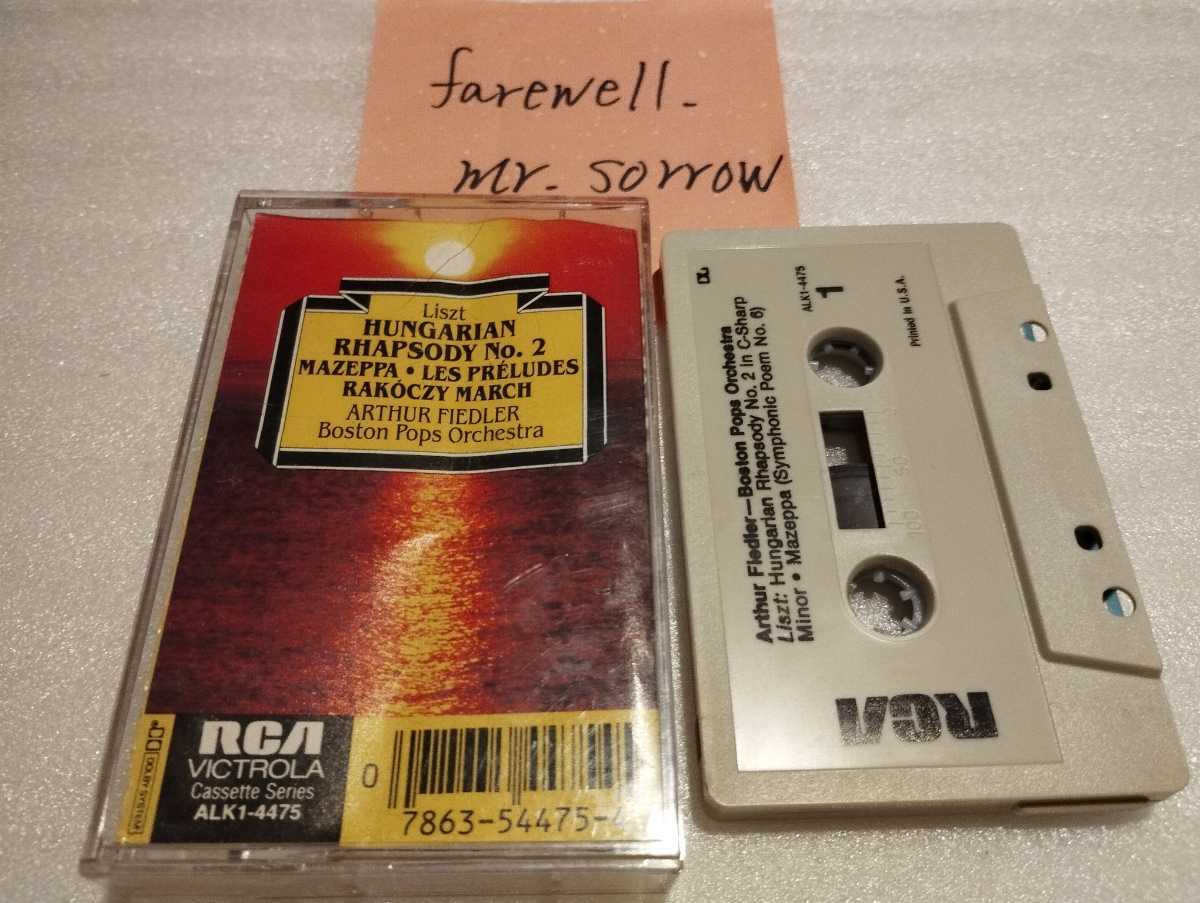 farewell-
mr. sorrow
Liszt
HUNGARIAN
RHAPSODY No. 2
MAZEPPA • LES PRÉLUDES
RAKÓCZY MARCH
ARTHUR FIEDLER
Boston Pops Orchestra
DOLBY SYSTEM
RCA
VICTROLA
Cassette Series
ALK1-4475
0 7863-54475-4
ALK1-4475
1
Printed in U.S.A.
Arthur Fiedler—Boston Pops Orchestra
Liszt: Hungarian Rhapsody No. 2 in C-Sharp
Minor • Mazeppa (Symphonic Poem No. 6)
RCA